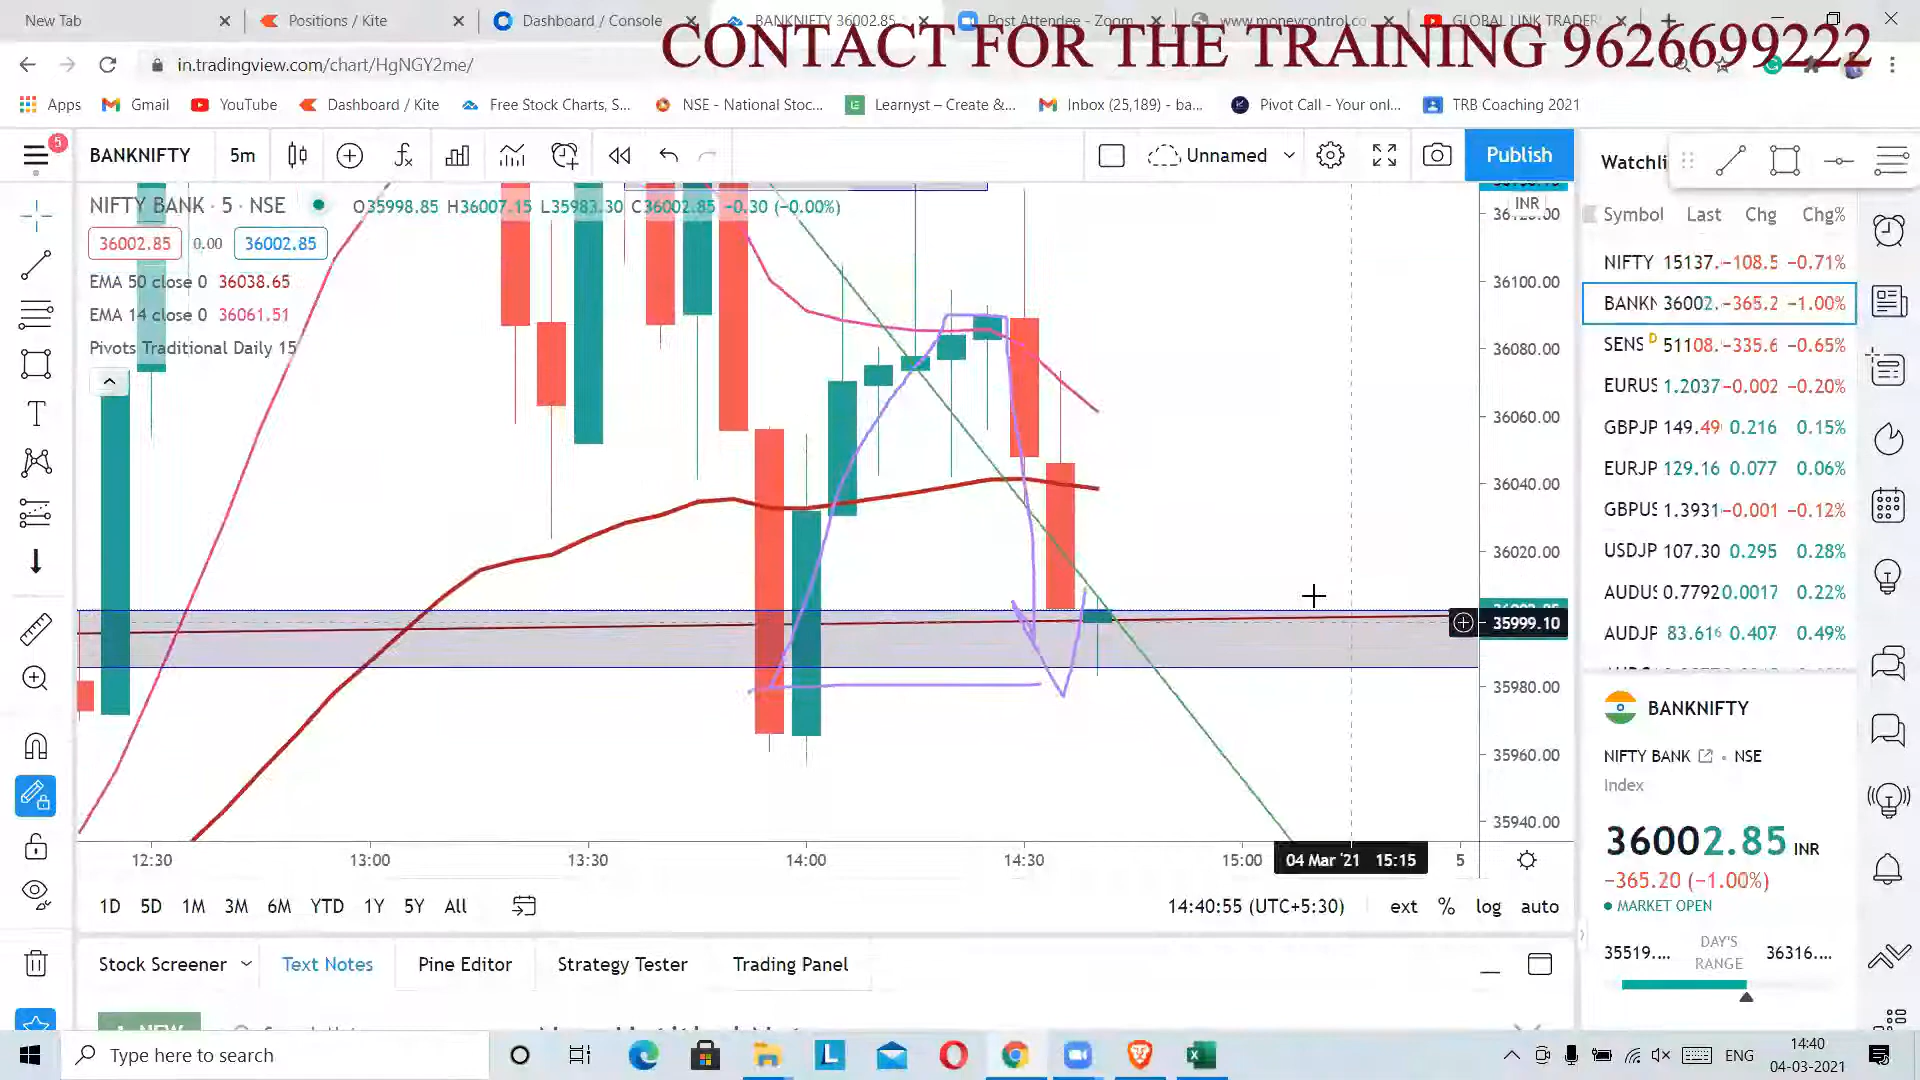 New Tab
Positions / Kite
Dashboard / Console
BANKNIFTY 36002.85
Post Attendee - Zoom
www.moneycontrol.co
GLOBAL LINK TRADER
CONTACT FOR THE TRAINING 9626699222
in.tradingview.com/chart/HgNGY2me/
Apps
Gmail
YouTube
Dashboard / Kite
Free Stock Charts, S...
NSE - National Stoc...
Learnyst – Create &...
Inbox (25,189) - ba...
Pivot Call - Your onl...
TRB Coaching 2021
5
BANKNIFTY
5m
Unnamed
Publish
Watchli
NIFTY BANK · 5 · NSE
O35998.85 H36007.15 L35983.30 C36002.85 −0.30 (−0.00%)
36002.85 0.00 36002.85
EMA 50 close 0 36038.65
EMA 14 close 0 36061.51
Pivots Traditional Daily 15
INR
36100.00
36080.00
36060.00
36040.00
36020.00
35999.10
35980.00
35960.00
35940.00
12:30
13:00
13:30
14:00
14:30
15:00
04 Mar '21 15:15
5
Symbol Last Chg Chg%
NIFTY 15137. −108.5 −0.71%
BANKN 36002. −365.2 −1.00%
SENS D 51108. −335.6 −0.65%
EURUS 1.2037 −0.002 −0.20%
GBPJP 149.49 0.216 0.15%
EURJP 129.16 0.077 0.06%
GBPUS 1.3931 −0.001 −0.12%
USDJP 107.30 0.295 0.28%
AUDUS 0.7792 0.0017 0.22%
AUDJP 83.616 0.407 0.49%
BANKNIFTY
NIFTY BANK • NSE
Index
36002.85 INR
−365.20 (−1.00%)
MARKET OPEN
35519.... DAY'S RANGE 36316....
1D 5D 1M 3M 6M YTD 1Y 5Y All
14:40:55 (UTC+5:30)
ext % log auto
Stock Screener
Text Notes
Pine Editor
Strategy Tester
Trading Panel
Type here to search
ENG
14:40
04-03-2021